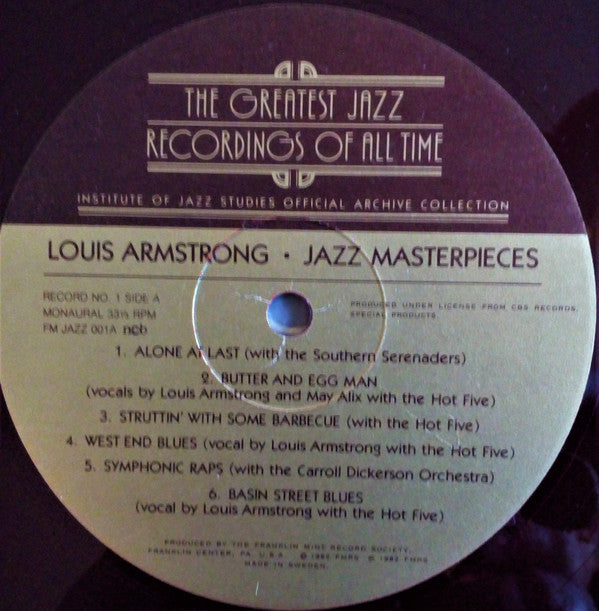 THE GREATEST JAZZ
RECORDINGS OF ALL TIME
INSTITUTE OF JAZZ STUDIES OFFICIAL ARCHIVE COLLECTION
LOUIS ARMSTRONG • JAZZ MASTERPIECES
RECORD NO. 1 SIDE A
MONAURAL 33⅓ RPM
FM JAZZ 001A ncb
PRODUCED UNDER LICENSE FROM CBS RECORDS
SPECIAL PRODUCTS.
1. ALONE AT LAST (with the Southern Serenaders)
2. BUTTER AND EGG MAN
(vocals by Louis Armstrong and May Alix with the Hot Five)
3. STRUTTIN' WITH SOME BARBECUE (with the Hot Five)
4. WEST END BLUES (vocal by Louis Armstrong with the Hot Five)
5. SYMPHONIC RAPS (with the Carroll Dickerson Orchestra)
6. BASIN STREET BLUES
(vocal by Louis Armstrong with the Hot Five)
PRODUCED BY THE FRANKLIN MINT RECORD SOCIETY,
FRANKLIN CENTER, PA. U.S.A. ℗ 1982 FMRS © 1982 FMRS
MADE IN SWEDEN.